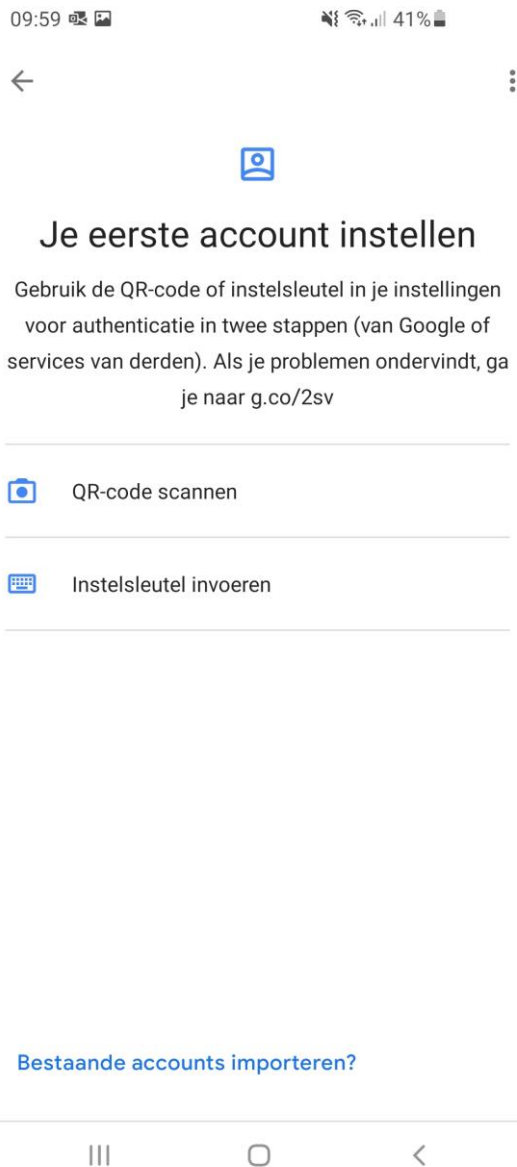 09:59
41%
Je eerste account instellen
Gebruik de QR-code of instelsleutel in je instellingen
voor authenticatie in twee stappen (van Google of
services van derden). Als je problemen ondervindt, ga
je naar g.co/2sv
QR-code scannen
Instelsleutel invoeren
Bestaande accounts importeren?